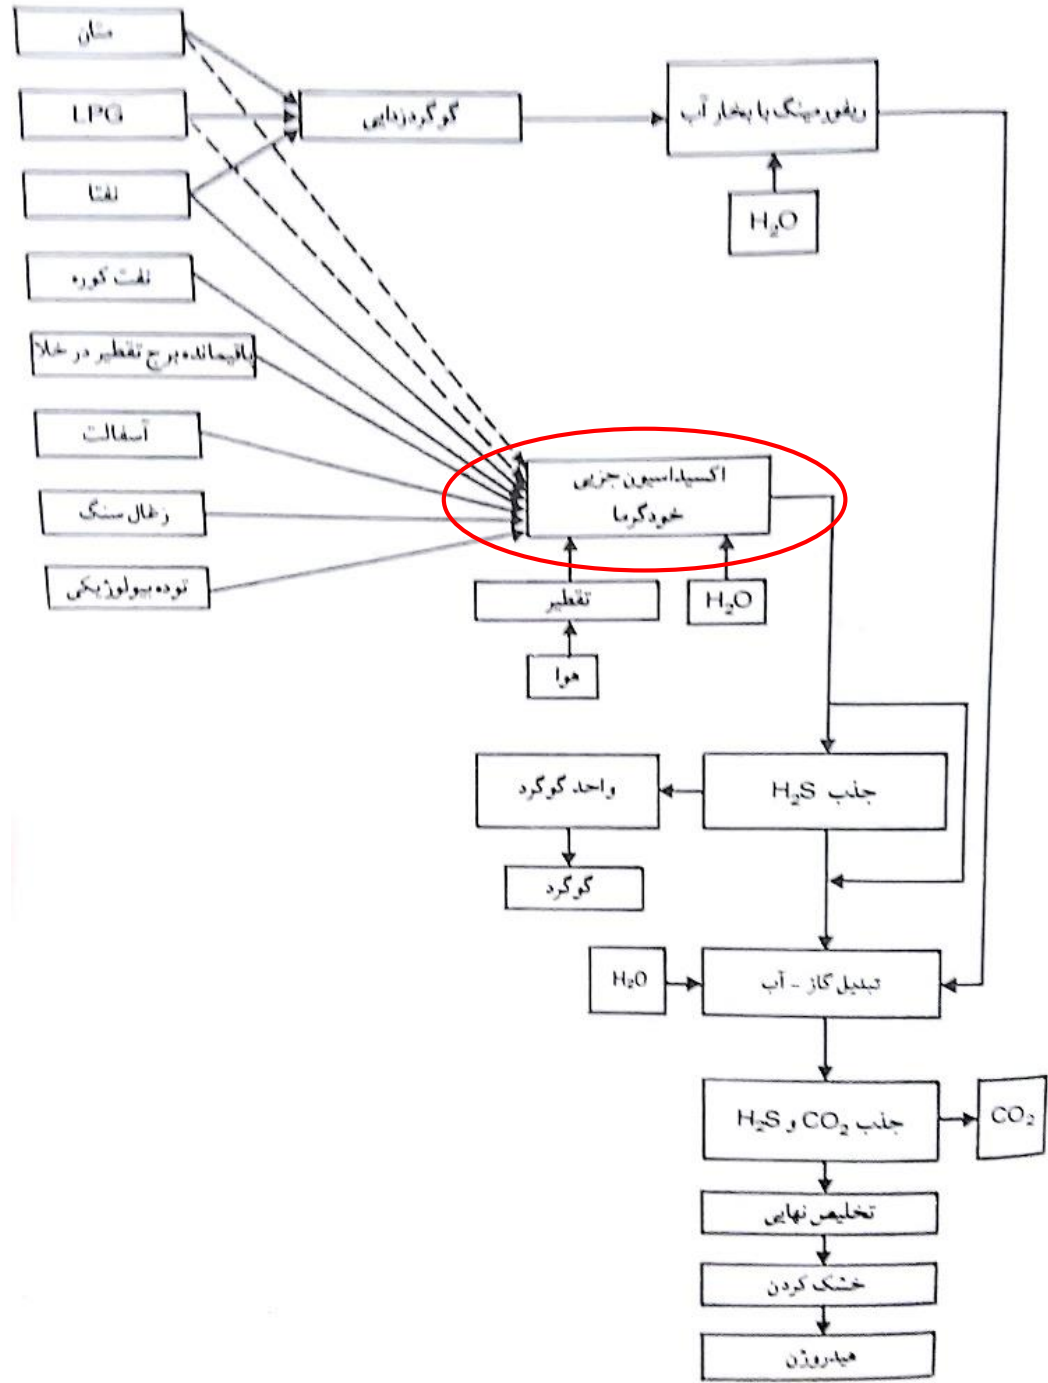 متان
LPG
نفتا
نفت کوره
باقیمانده برج تقطیر در خلا
آسفالت
زغال سنگ
توده بیولوژیکی
گوگردزدایی
ریفورمینگ با بخار آب
H₂O
اکسیداسیون جزیی
خودگرما
تقطیر
H₂O
هوا
جذب H₂S
واحد گوگرد
گوگرد
H₂O
تبدیل گاز - آب
جذب CO₂ و H₂S
CO₂
تخلیص نهایی
خشک کردن
هیدروژن